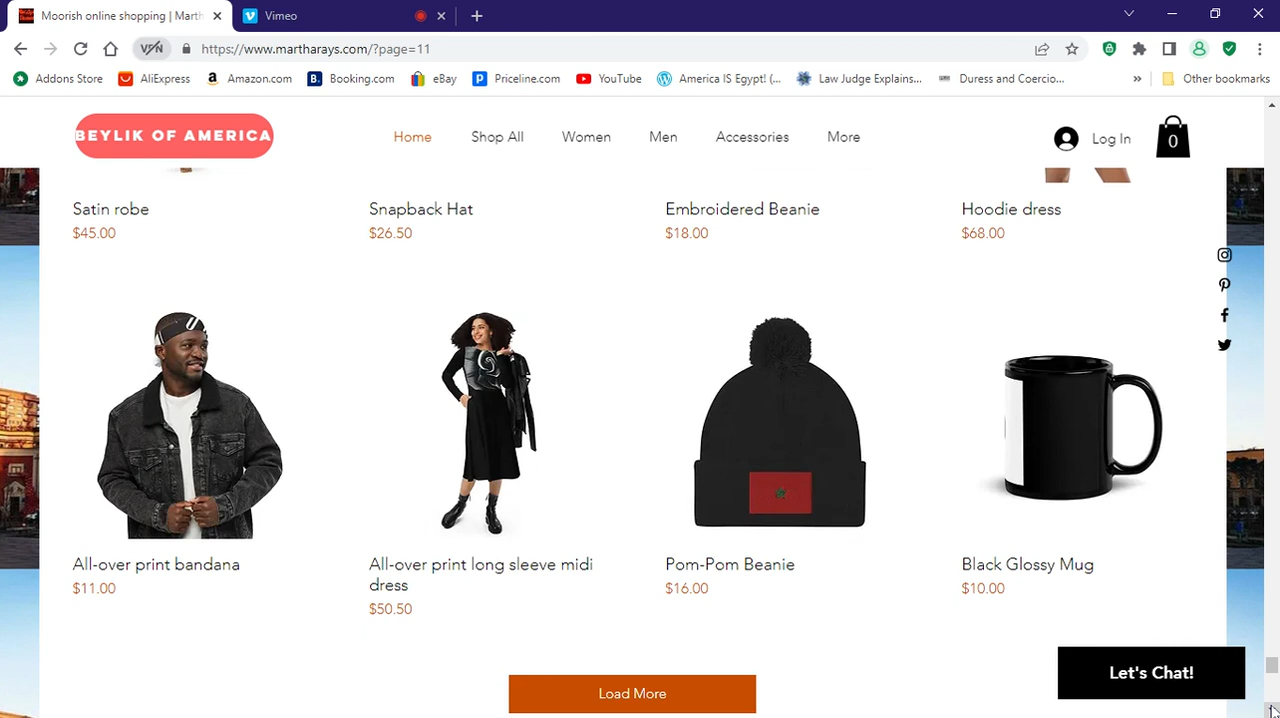 Moorish online shopping | Marth
Vimeo
VPN
https://www.martharays.com/?page=11
Addons Store
AliExpress
Amazon.com
Booking.com
eBay
Priceline.com
YouTube
America IS Egypt! (...
Law Judge Explains...
Duress and Coercio...
»
Other bookmarks
BEYLIK OF AMERICA
Home
Shop All
Women
Men
Accessories
More
Log In
0
Satin robe
$45.00
Snapback Hat
$26.50
Embroidered Beanie
$18.00
Hoodie dress
$68.00
All-over print bandana
$11.00
All-over print long sleeve midi
dress
$50.50
Pom-Pom Beanie
$16.00
Black Glossy Mug
$10.00
Load More
Let's Chat!